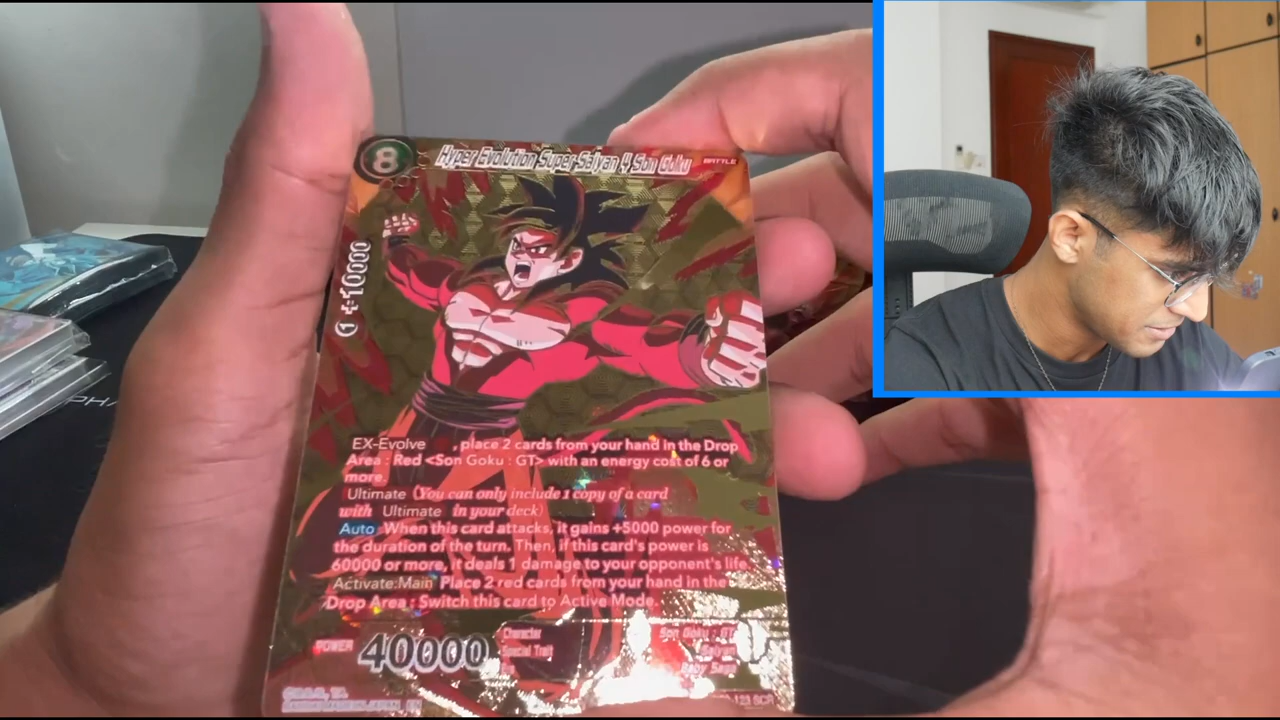 8
Hyper Evolution Super Saiyan 4 Son Goku
BATTLE
1 +10000
EX-Evolve , place 2 cards from your hand in the Drop
Area : Red <Son Goku : GT> with an energy cost of 6 or
more.
Ultimate (You can only include 1 copy of a card
with Ultimate in your deck)
Auto When this card attacks, it gains +5000 power for
the duration of the turn. Then, if this card's power is
60000 or more, it deals 1 damage to your opponent's life.
Activate:Main Place 2 red cards from your hand in the
Drop Area : Switch this card to Active Mode.
POWER 40000
Character Son Goku : GT
Special Trait Saiyan
Era Baby Saga
-123 SCR
PHA